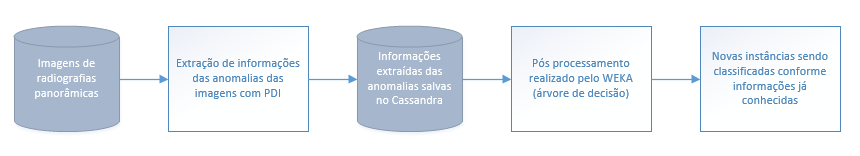 Imagens de
radiografias
panorâmicas
Extração de informações
das anomalias das
imagens com PDI
Informações
extraídas das
anomalias salvas
no Cassandra
Pós processamento
realizado pelo WEKA
(árvore de decisão)
Novas instâncias sendo
classificadas conforme
informações já
conhecidas